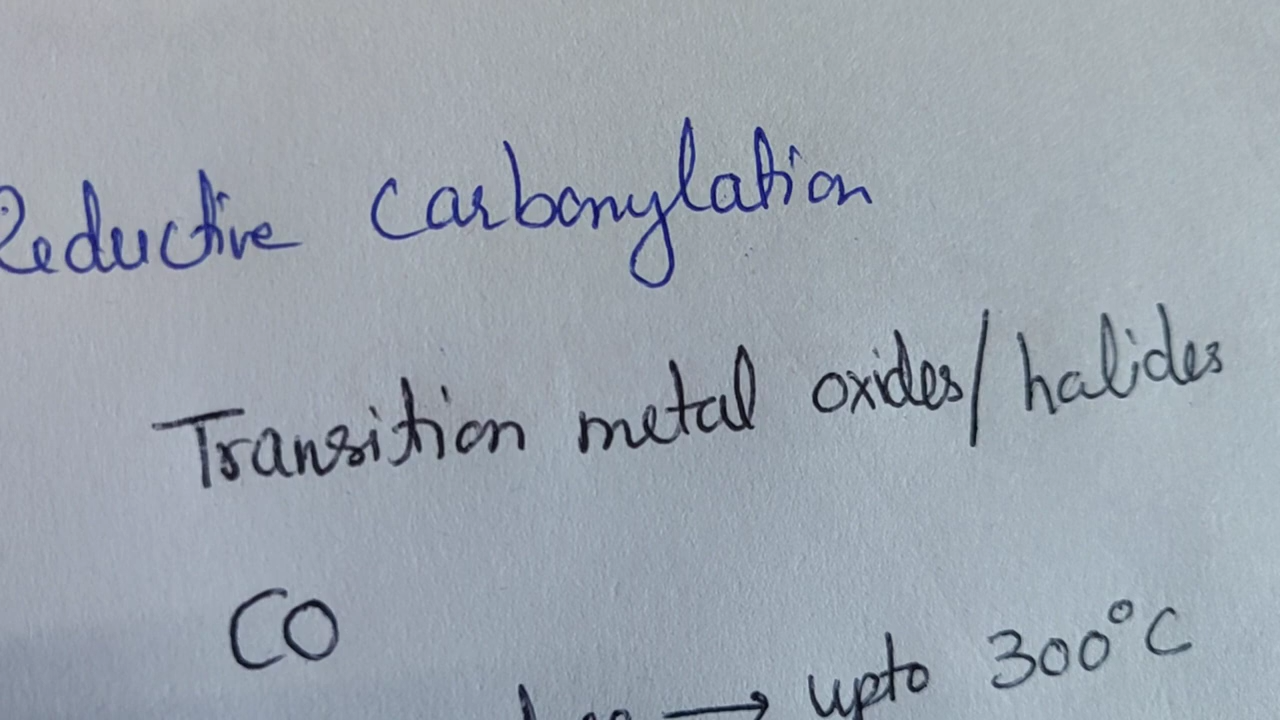 Reductive Carbonylation
Transition metal oxides/halides
CO
→ upto 300°C